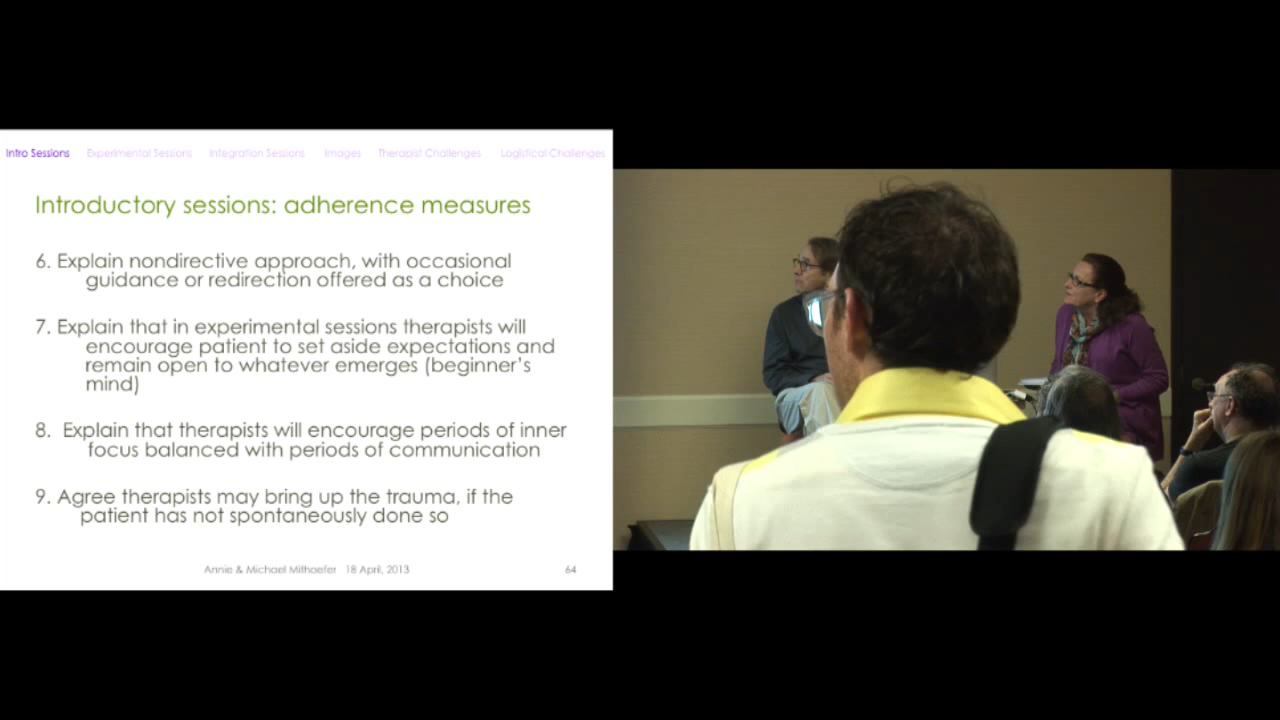 Intro Sessions Experimental Sessions Integration Sessions Images Therapist Challenges Logistical Challenges
Introductory sessions: adherence measures
6. Explain nondirective approach, with occasional
guidance or redirection offered as a choice
7. Explain that in experimental sessions therapists will
encourage patient to set aside expectations and
remain open to whatever emerges (beginner's
mind)
8. Explain that therapists will encourage periods of inner
focus balanced with periods of communication
9. Agree therapists may bring up the trauma, if the
patient has not spontaneously done so
Annie & Michael Mithoefer 18 April, 2013 64